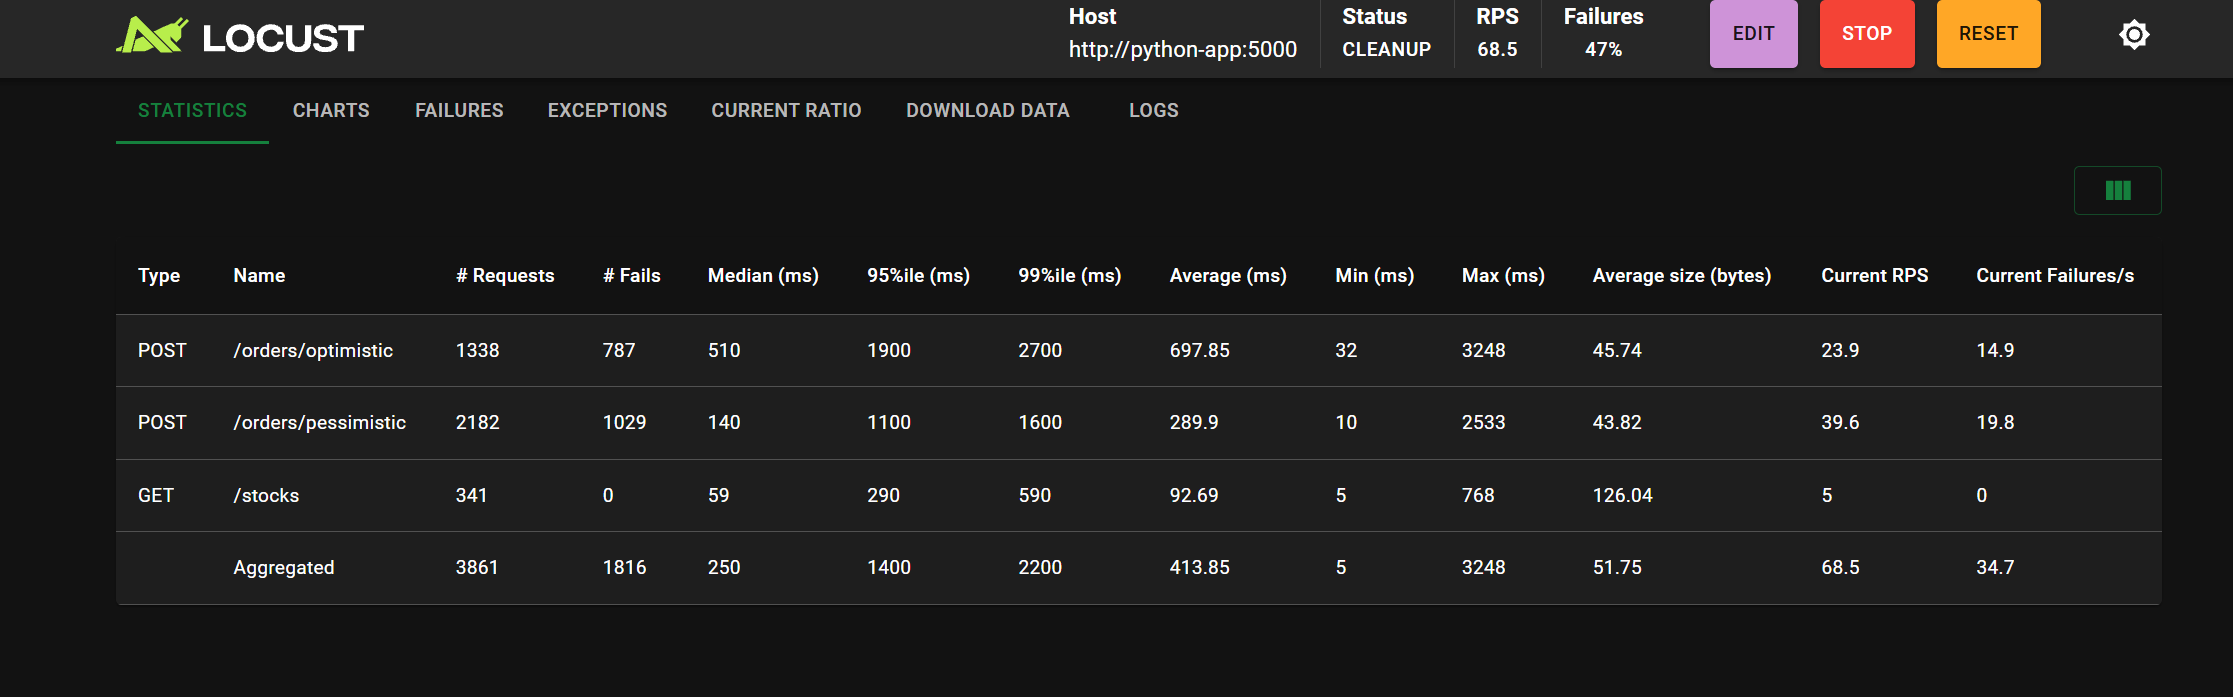 LOCUST
Host Status RPS Failures
http://python-app:5000 CLEANUP 68.5 47%
EDIT STOP RESET
STATISTICS CHARTS FAILURES EXCEPTIONS CURRENT RATIO DOWNLOAD DATA LOGS
Type Name # Requests # Fails Median (ms) 95%ile (ms) 99%ile (ms) Average (ms) Min (ms) Max (ms) Average size (bytes) Current RPS Current Failures/s
POST /orders/optimistic 1338 787 510 1900 2700 697.85 32 3248 45.74 23.9 14.9
POST /orders/pessimistic 2182 1029 140 1100 1600 289.9 10 2533 43.82 39.6 19.8
GET /stocks 341 0 59 290 590 92.69 5 768 126.04 5 0
Aggregated 3861 1816 250 1400 2200 413.85 5 3248 51.75 68.5 34.7